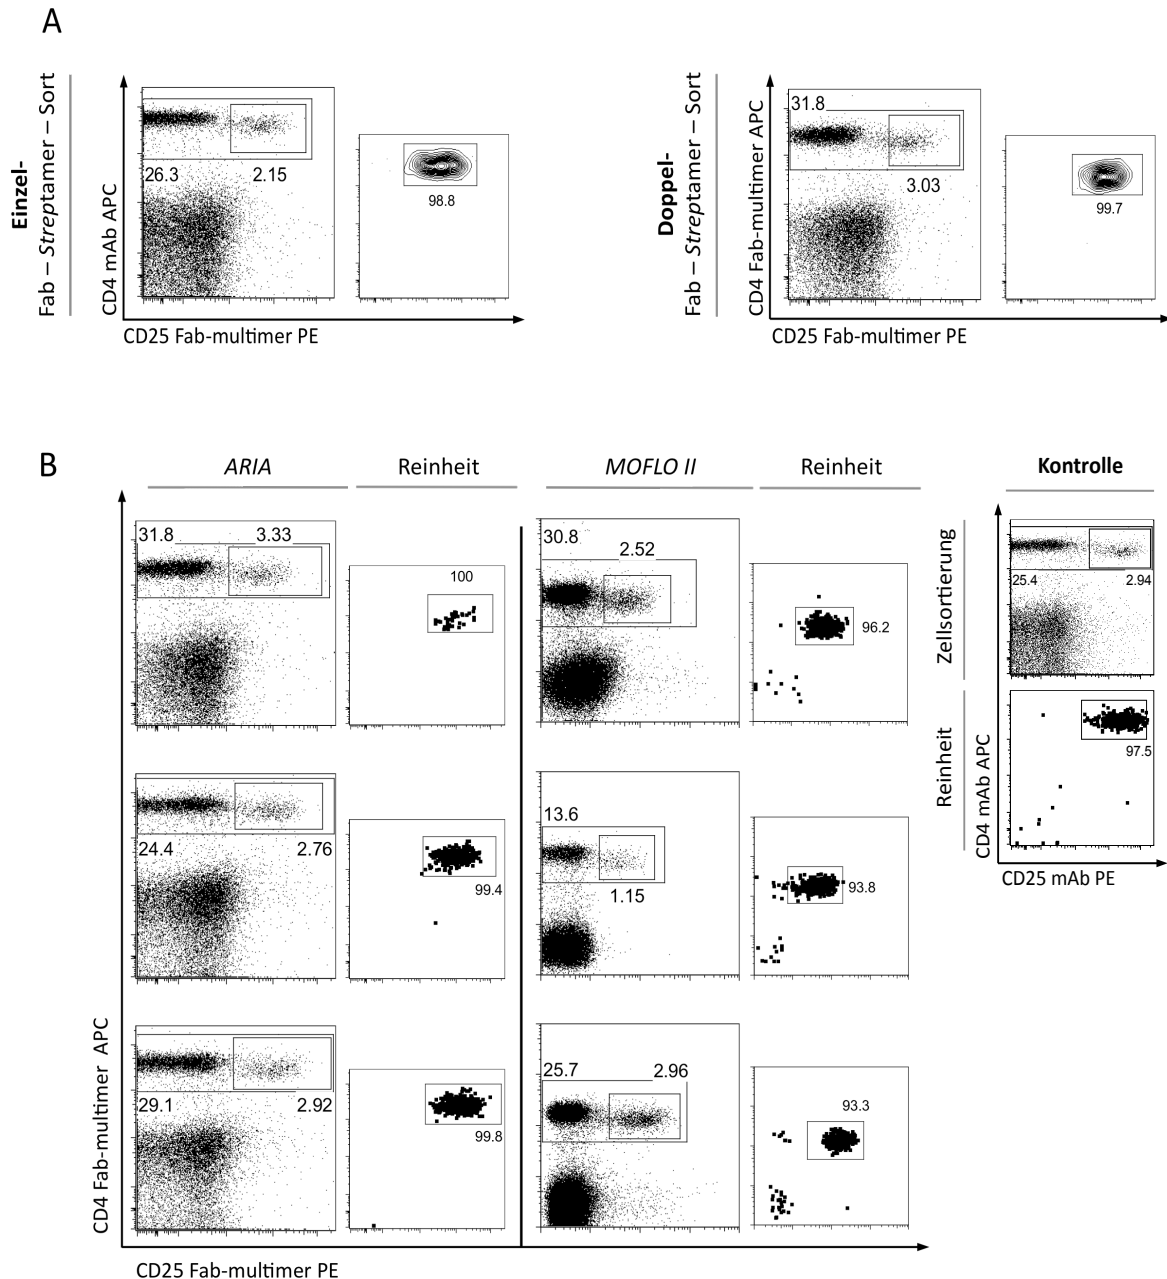 A
Einzel-
Fab – Streptamer – Sort
CD4 mAb APC
26.3
2.15
98.8
CD25 Fab-multimer PE
Doppel-
Fab – Streptamer – Sort
CD4 Fab-multimer APC
31.8
3.03
99.7
CD25 Fab-multimer PE
B
ARIA
Reinheit
MOFLO II
Reinheit
Kontrolle
31.8
3.33
100
30.8
2.52
96.2
24.4
2.76
99.4
13.6
1.15
93.8
29.1
2.92
99.8
25.7
2.96
93.3
CD4 Fab-multimer APC
CD25 Fab-multimer PE
Zellsortierung
25.4
2.94
Reinheit
CD4 mAb APC
97.5
CD25 mAb PE